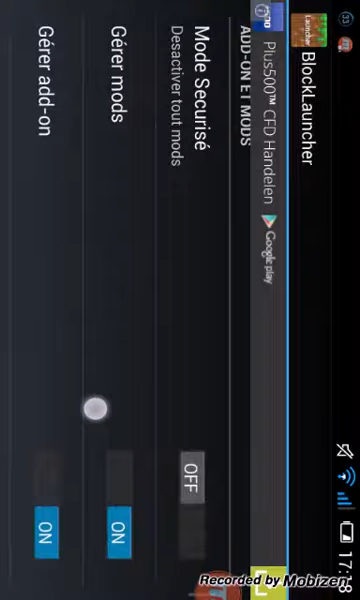 33
17:
BlockLauncher
Plus500™ CFD Handelen
Google play
ADD-ON ET MODS
Mode Securisé
Desactiver tout mods
OFF
Gérer mods
ON
Gérer add-on
ON
Recorded by Mobizen